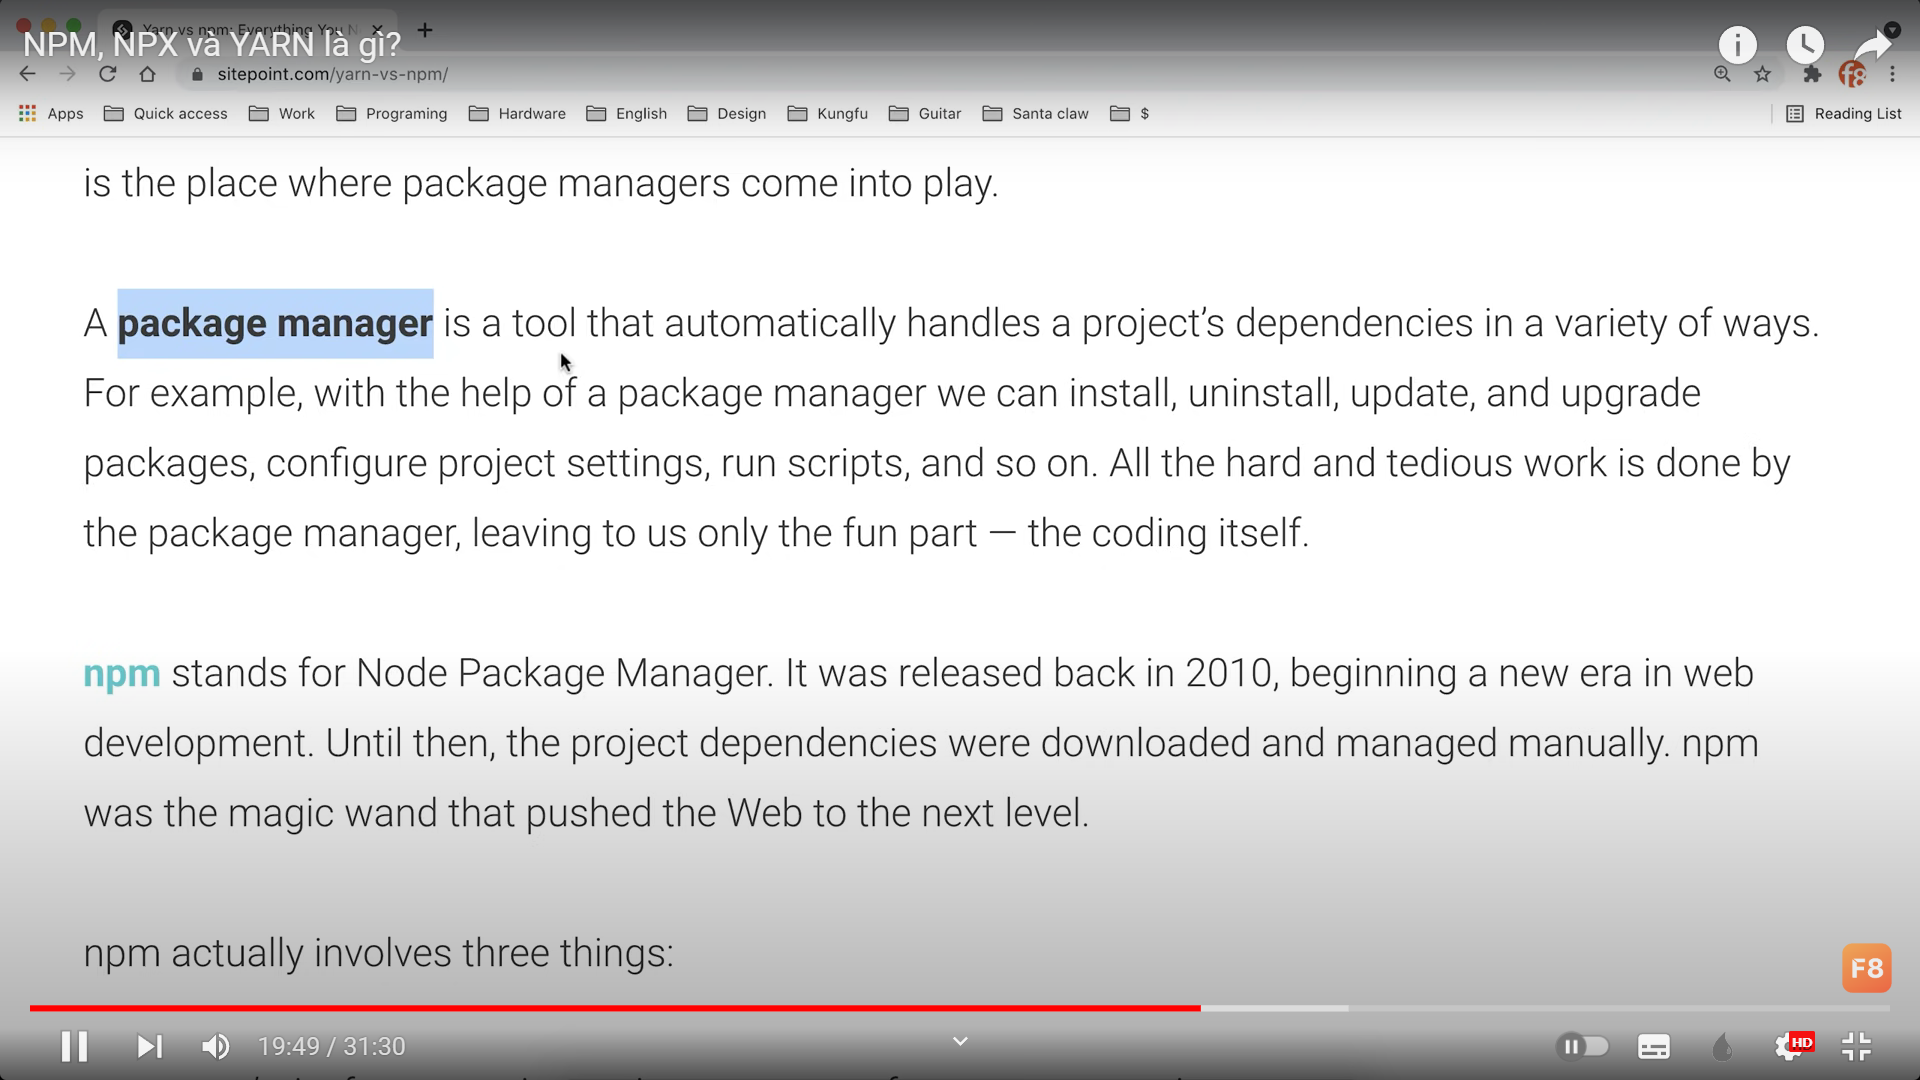 Yarn vs npm: Everything You N
NPM, NPX và YARN là gì?
sitepoint.com/yarn-vs-npm/
Apps Quick access Work Programing Hardware English Design Kungfu Guitar Santa claw $ Reading List
is the place where package managers come into play.
A package manager is a tool that automatically handles a project’s dependencies in a variety of ways.
For example, with the help of a package manager we can install, uninstall, update, and upgrade
packages, configure project settings, run scripts, and so on. All the hard and tedious work is done by
the package manager, leaving to us only the fun part — the coding itself.
npm stands for Node Package Manager. It was released back in 2010, beginning a new era in web
development. Until then, the project dependencies were downloaded and managed manually. npm
was the magic wand that pushed the Web to the next level.
npm actually involves three things:
F8
19:49 / 31:30
HD